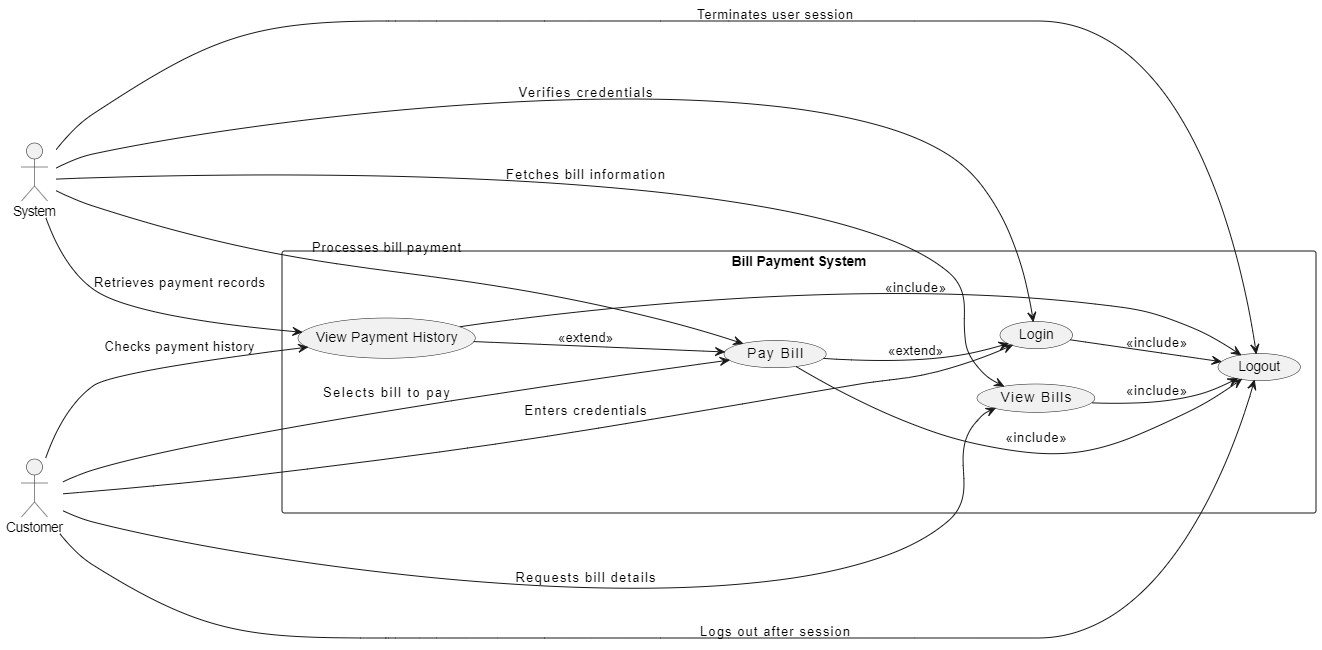 Terminates user session
Verifies credentials
Fetches bill information
System
Processes bill payment
Bill Payment System
Retrieves payment records
«include»
View Payment History
Login
«extend»
«include»
Checks payment history
Pay Bill
«extend»
Logout
Selects bill to pay
View Bills
«include»
Enters credentials
«include»
Customer
Requests bill details
Logs out after session